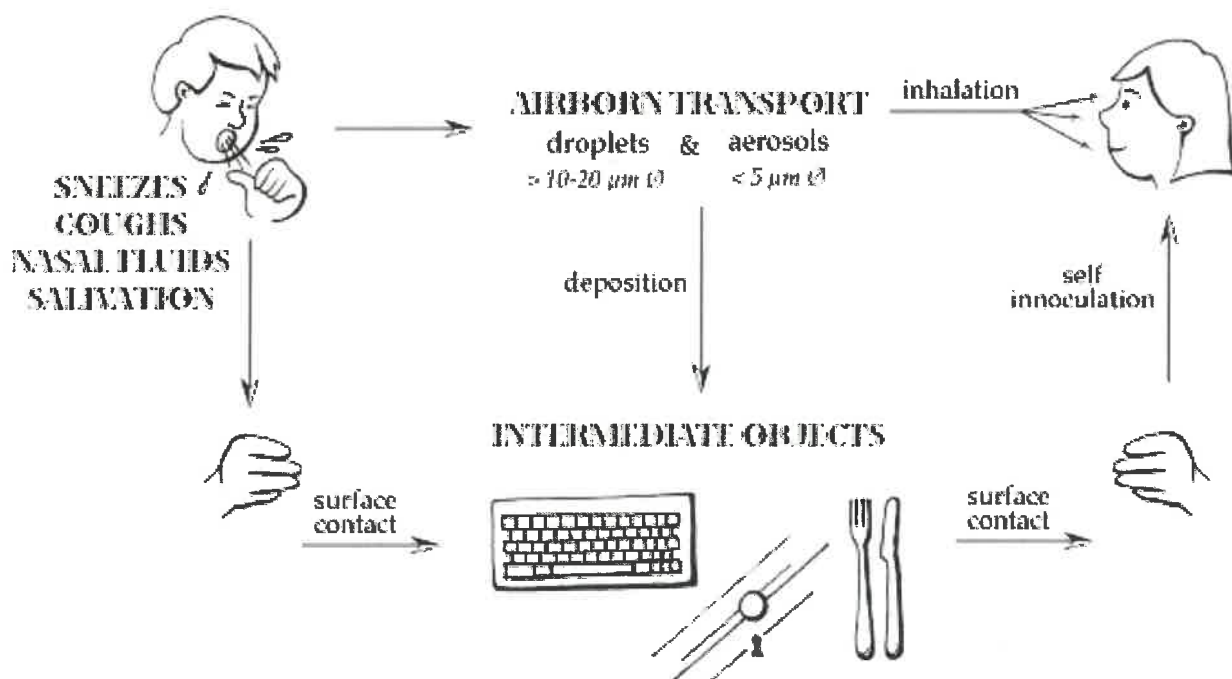 AIRBORN TRANSPORT
droplets & aerosols
> 10-20 µm Ø < 5 µm Ø
inhalation
SNEEZES
COUGHS
NASAL FLUIDS
SALIVATION
deposition
self
innoculation
INTERMEDIATE OBJECTS
surface
contact
surface
contact
1